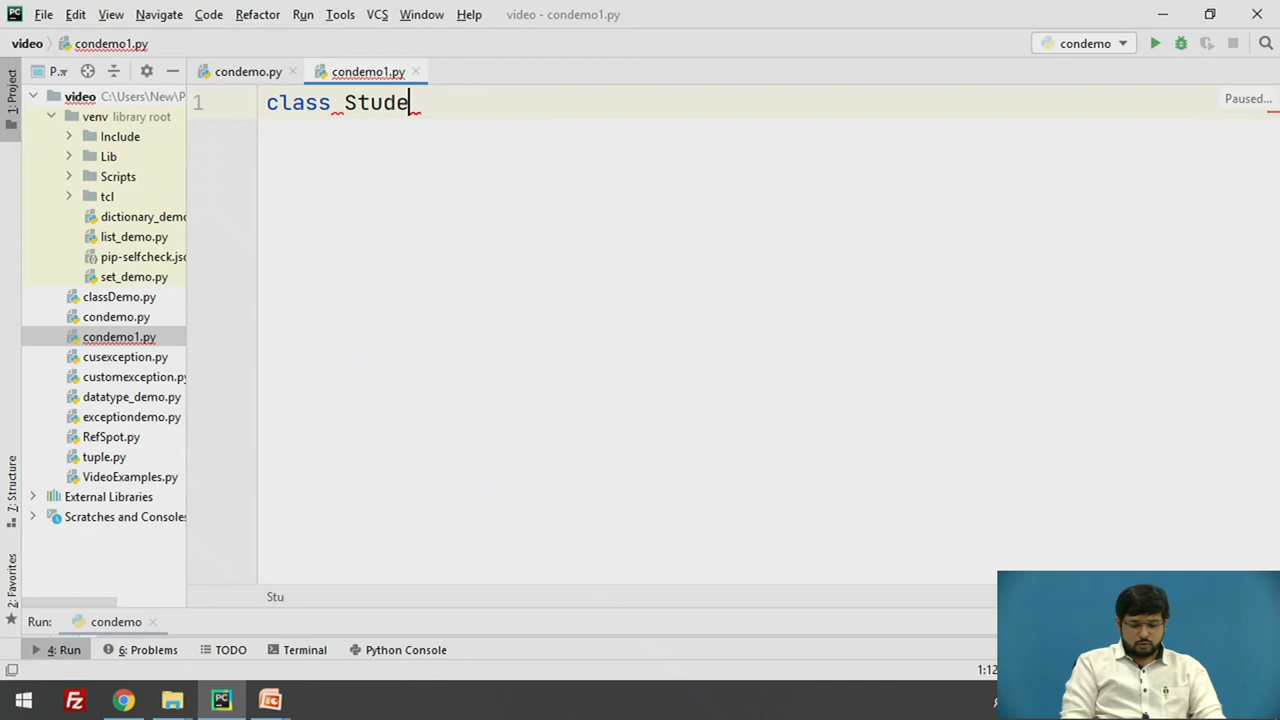 File Edit View Navigate Code Refactor Run Tools VCS Window Help video - condemo1.py
video condemo1.py condemo
1: Project
P..
condemo.py condemo1.py
video C:\Users\New\P
venv library root
Include
Lib
Scripts
tcl
dictionary_demo
list_demo.py
pip-selfcheck.jsc
set_demo.py
classDemo.py
condemo.py
condemo1.py
cusexception.py
customexception.py
datatype_demo.py
exceptiondemo.py
RefSpot.py
tuple.py
VideoExamples.py
External Libraries
Scratches and Consoles
1 class Stude
Paused...
7: Structure
2: Favorites
Stu
Run: condemo
4: Run 6: Problems TODO Terminal Python Console
1:12